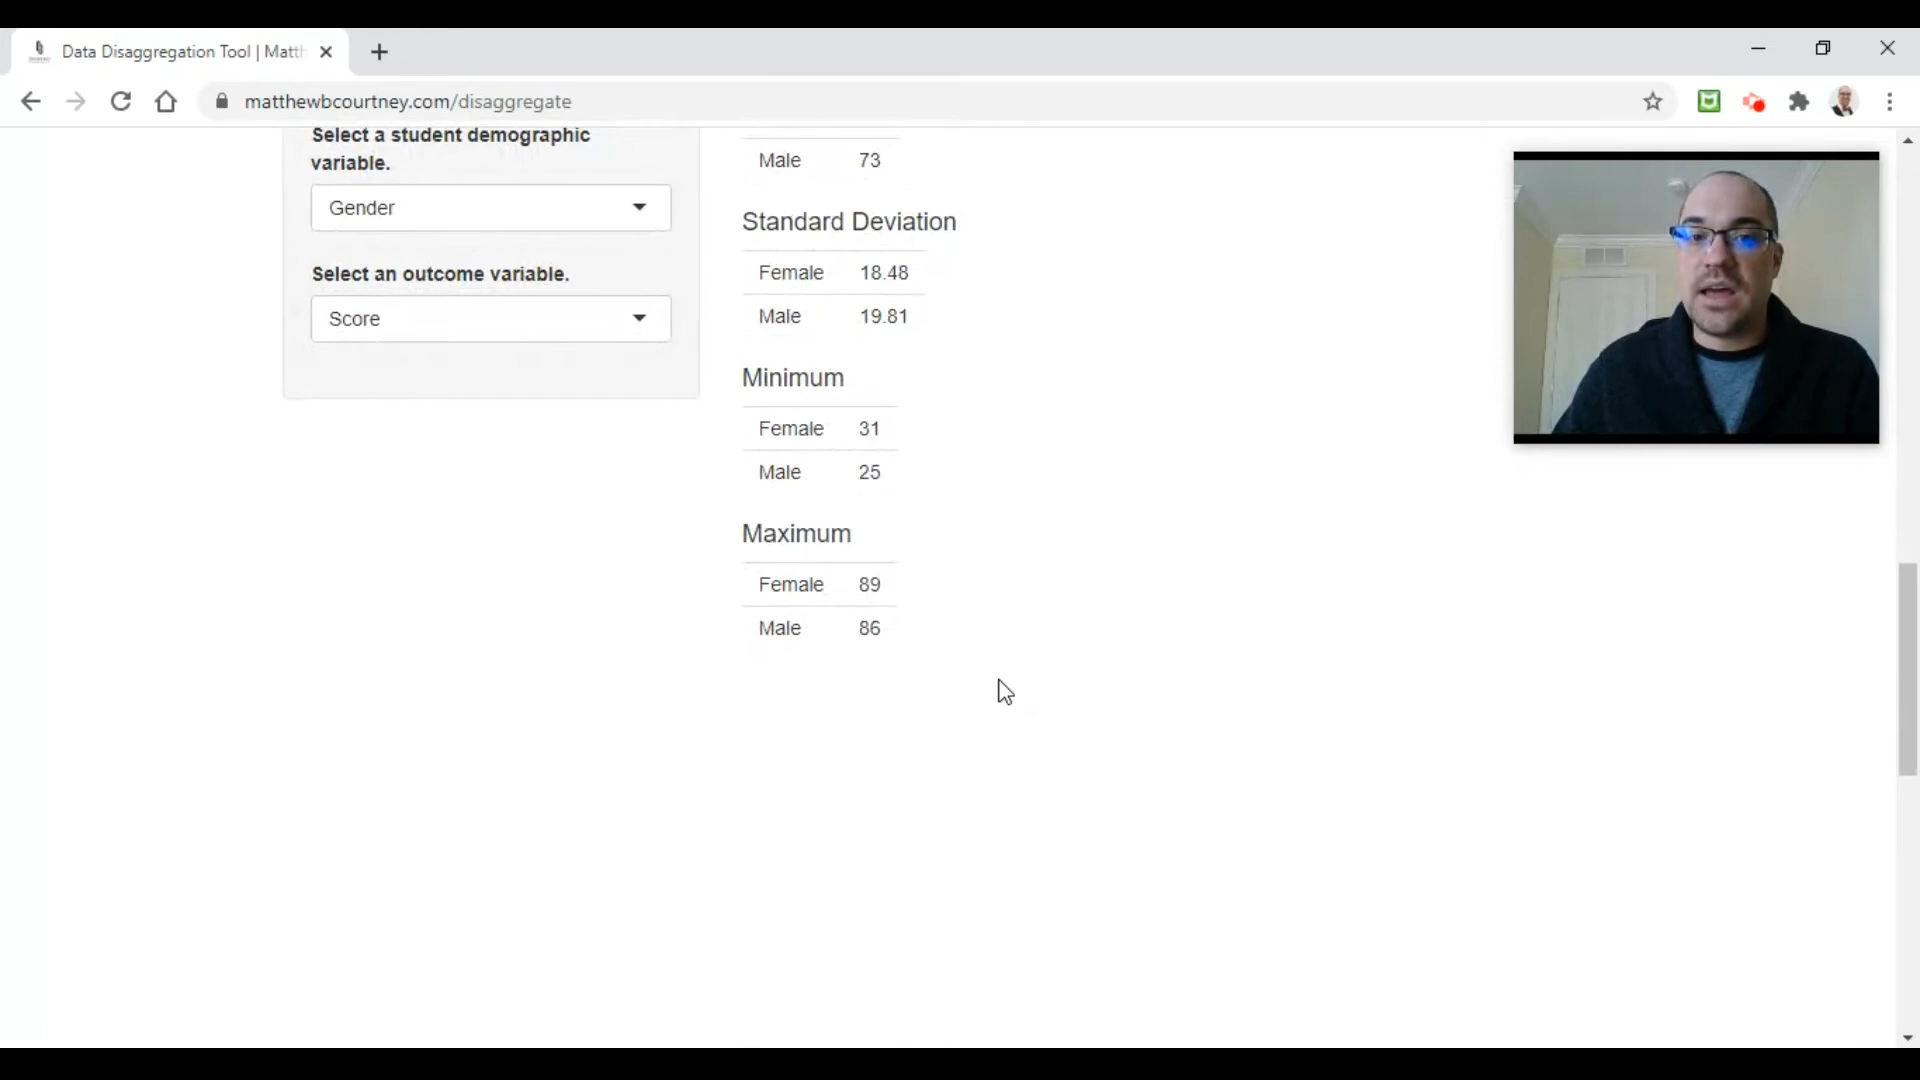 Data Disaggregation Tool | Matth
matthewbcourtney.com/disaggregate
Select a student demographic
variable.
Gender
Select an outcome variable.
Score
Male 73
Standard Deviation
Female 18.48
Male 19.81
Minimum
Female 31
Male 25
Maximum
Female 89
Male 86